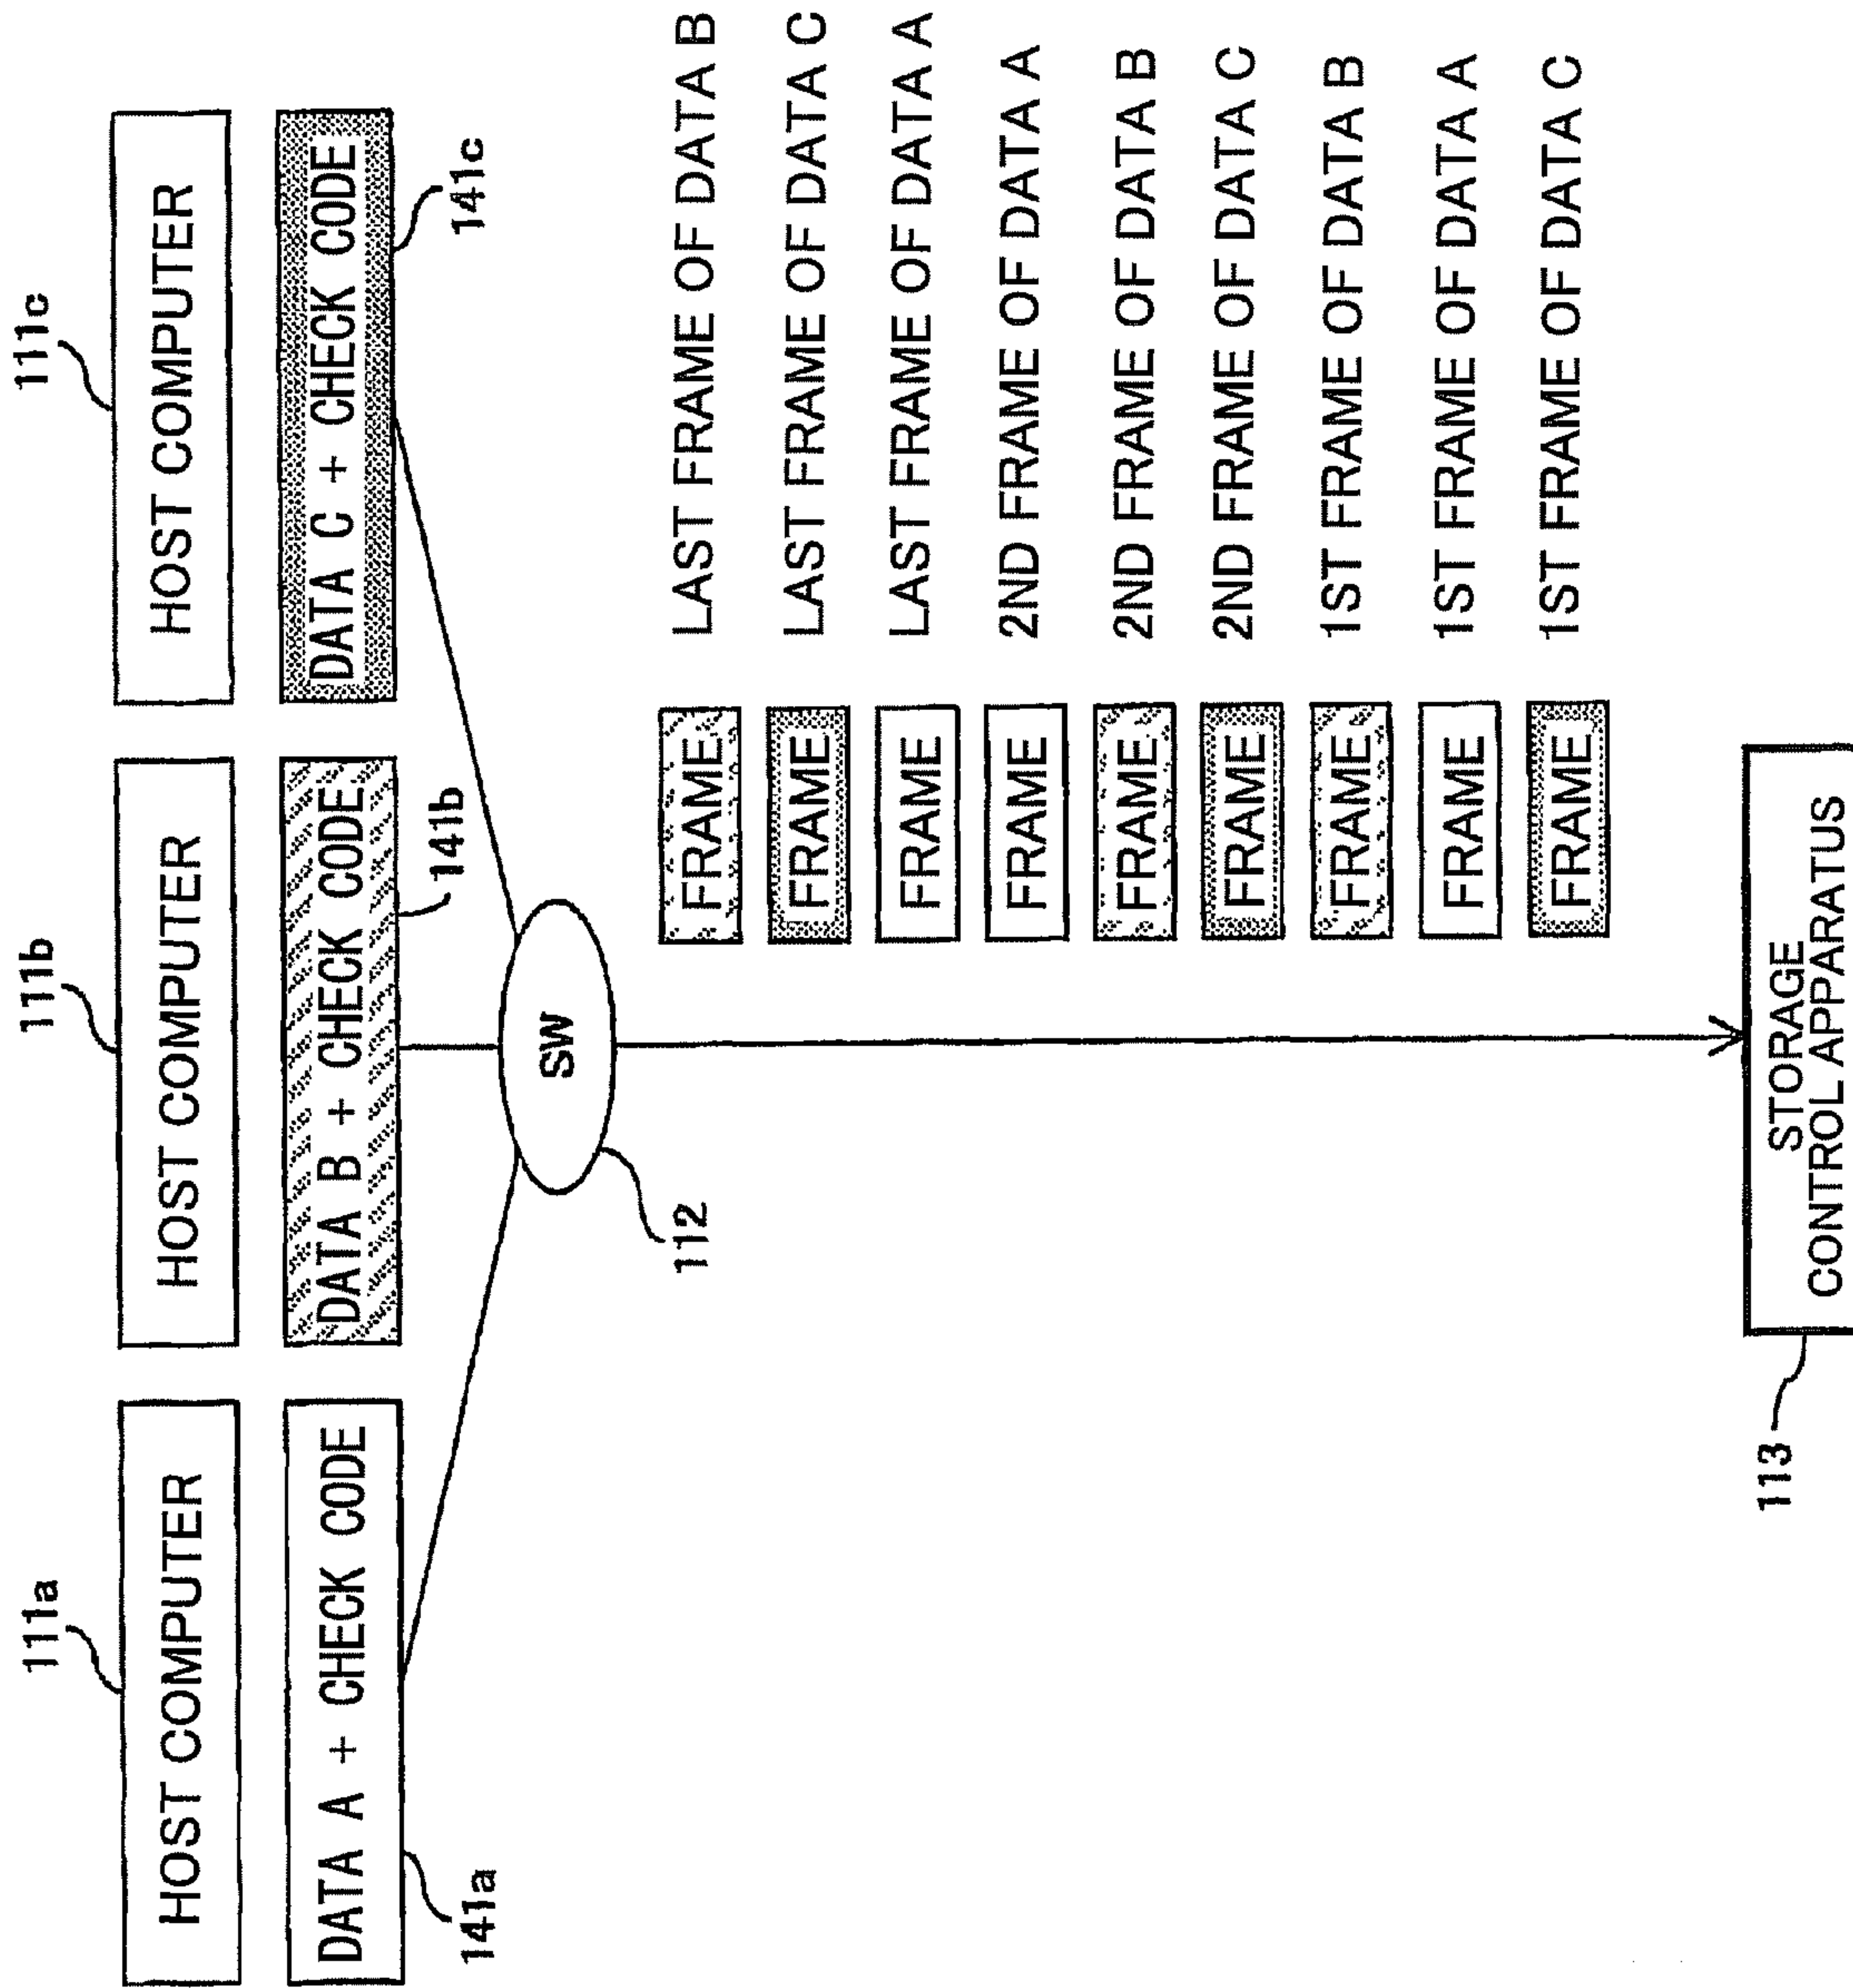 111a
111b
111c
HOST COMPUTER
HOST COMPUTER
HOST COMPUTER
DATA A + CHECK CODE
DATA B + CHECK CODE
DATA C + CHECK CODE
141a
141b
141c
SW
112
FRAME
LAST FRAME OF DATA B
FRAME
LAST FRAME OF DATA C
FRAME
LAST FRAME OF DATA A
FRAME
2ND FRAME OF DATA A
FRAME
2ND FRAME OF DATA B
FRAME
2ND FRAME OF DATA C
FRAME
1ST FRAME OF DATA B
FRAME
1ST FRAME OF DATA A
FRAME
1ST FRAME OF DATA C
113
STORAGE
CONTROL APPARATUS